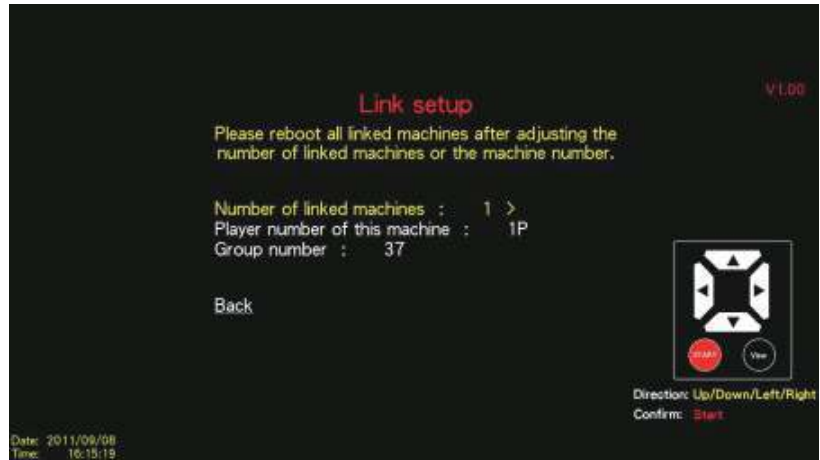 Link setup
V1.00
Please reboot all linked machines after adjusting the
number of linked machines or the machine number.
Number of linked machines : 1 >
Player number of this machine : 1P
Group number : 37
Back
START View
Direction: Up/Down/Left/Right
Confirm: Start
Date: 2011/09/08
Time: 16:15:19